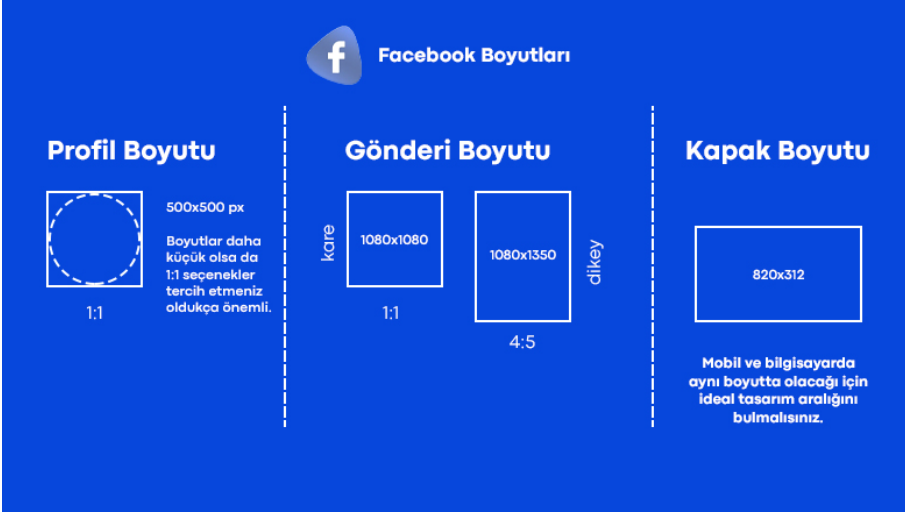 f
Facebook Boyutları
Profil Boyutu
500x500 px
Boyutlar daha
küçük olsa da
1:1 seçenekler
tercih etmeniz
oldukça önemli.
1:1
Gönderi Boyutu
kare
1080x1080
1:1
1080x1350
dikey
4:5
Kapak Boyutu
820x312
Mobil ve bilgisayarda
aynı boyutta olacağı için
ideal tasarım aralığını
bulmalısınız.